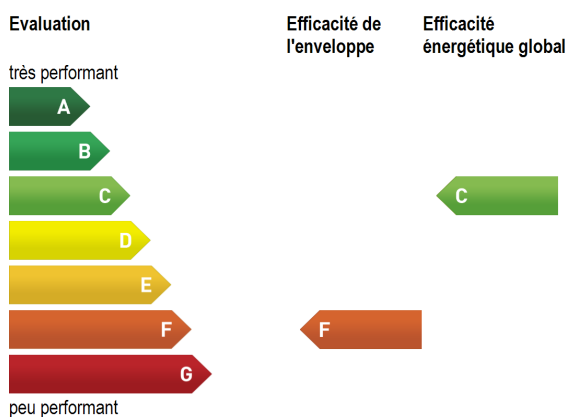 Evaluation
Efficacité de
l'enveloppe
Efficacité
énergétique global
très performant
A
B
C
C
D
E
F
F
G
peu performant